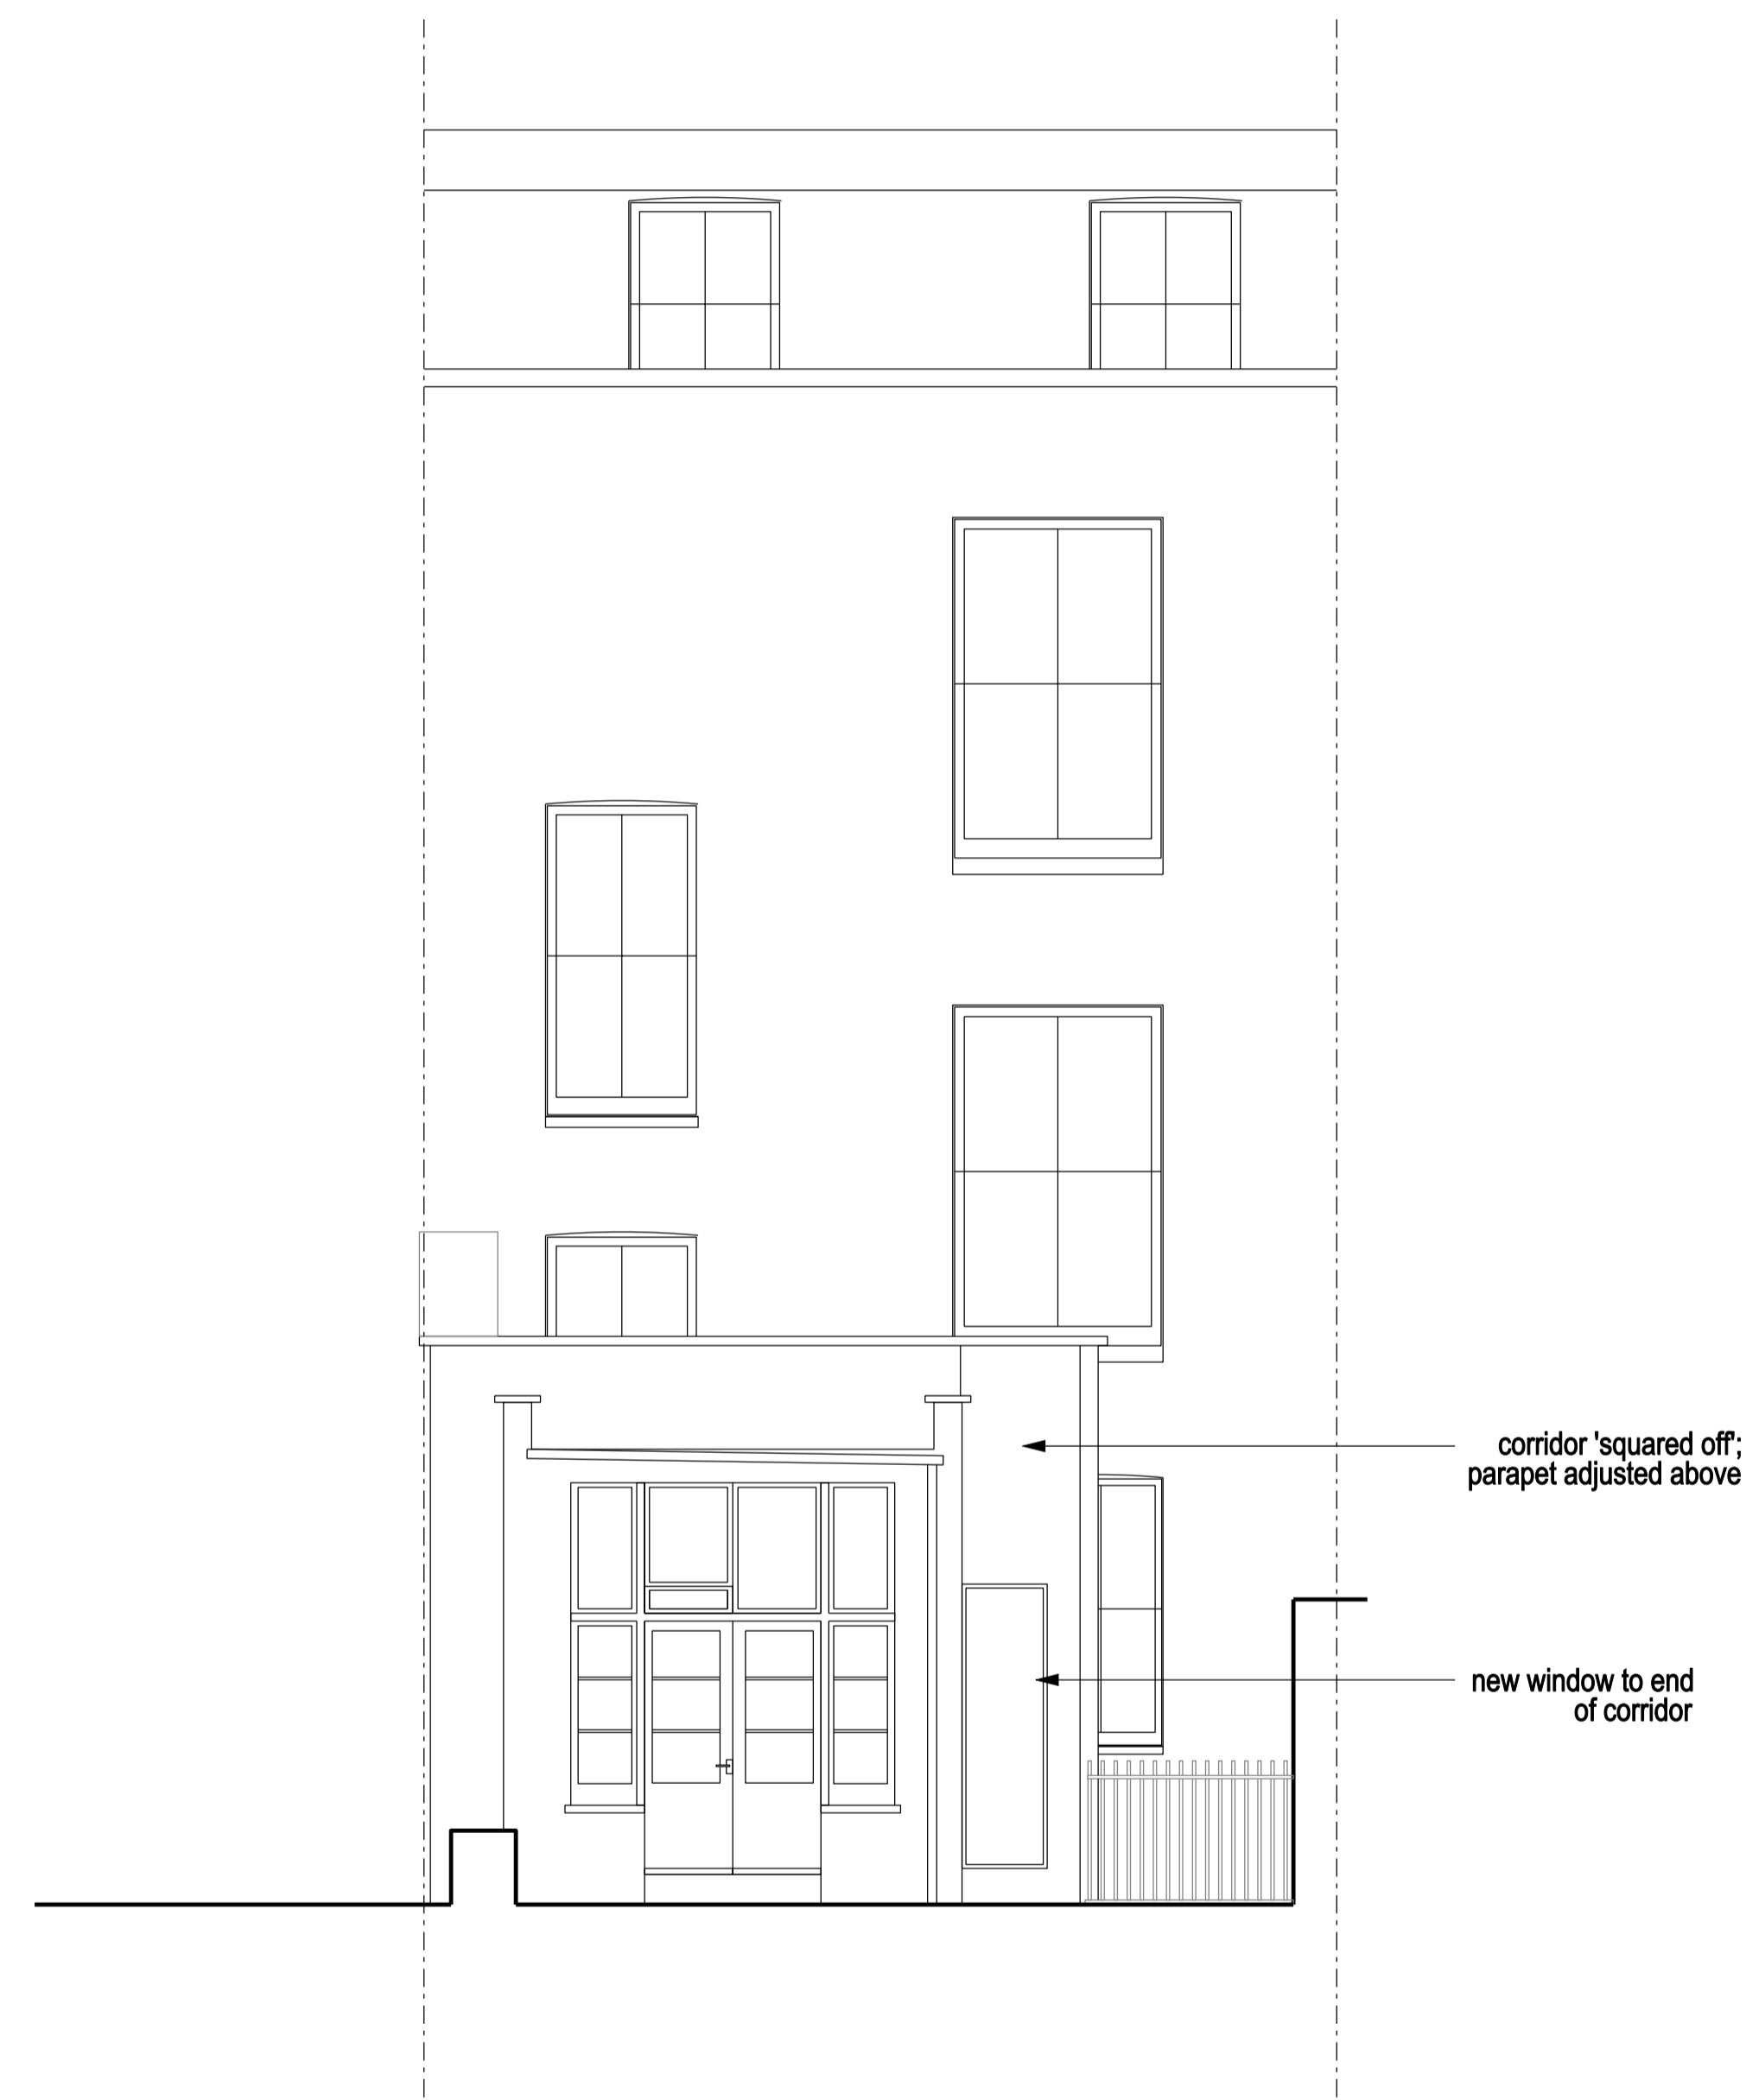 corridor 'squared off';
parapet adjusted above
new window to end
of corridor